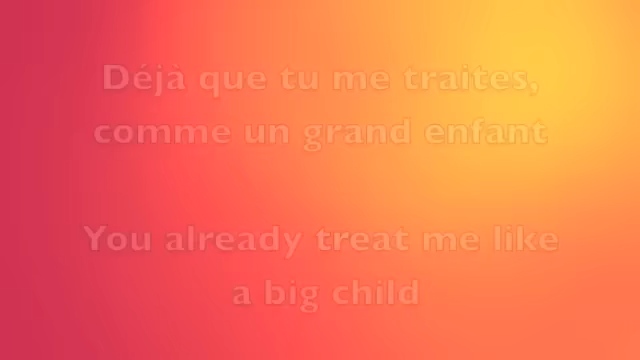 Déjà que tu me traites,
comme un grand enfant
You already treat me like
a big child